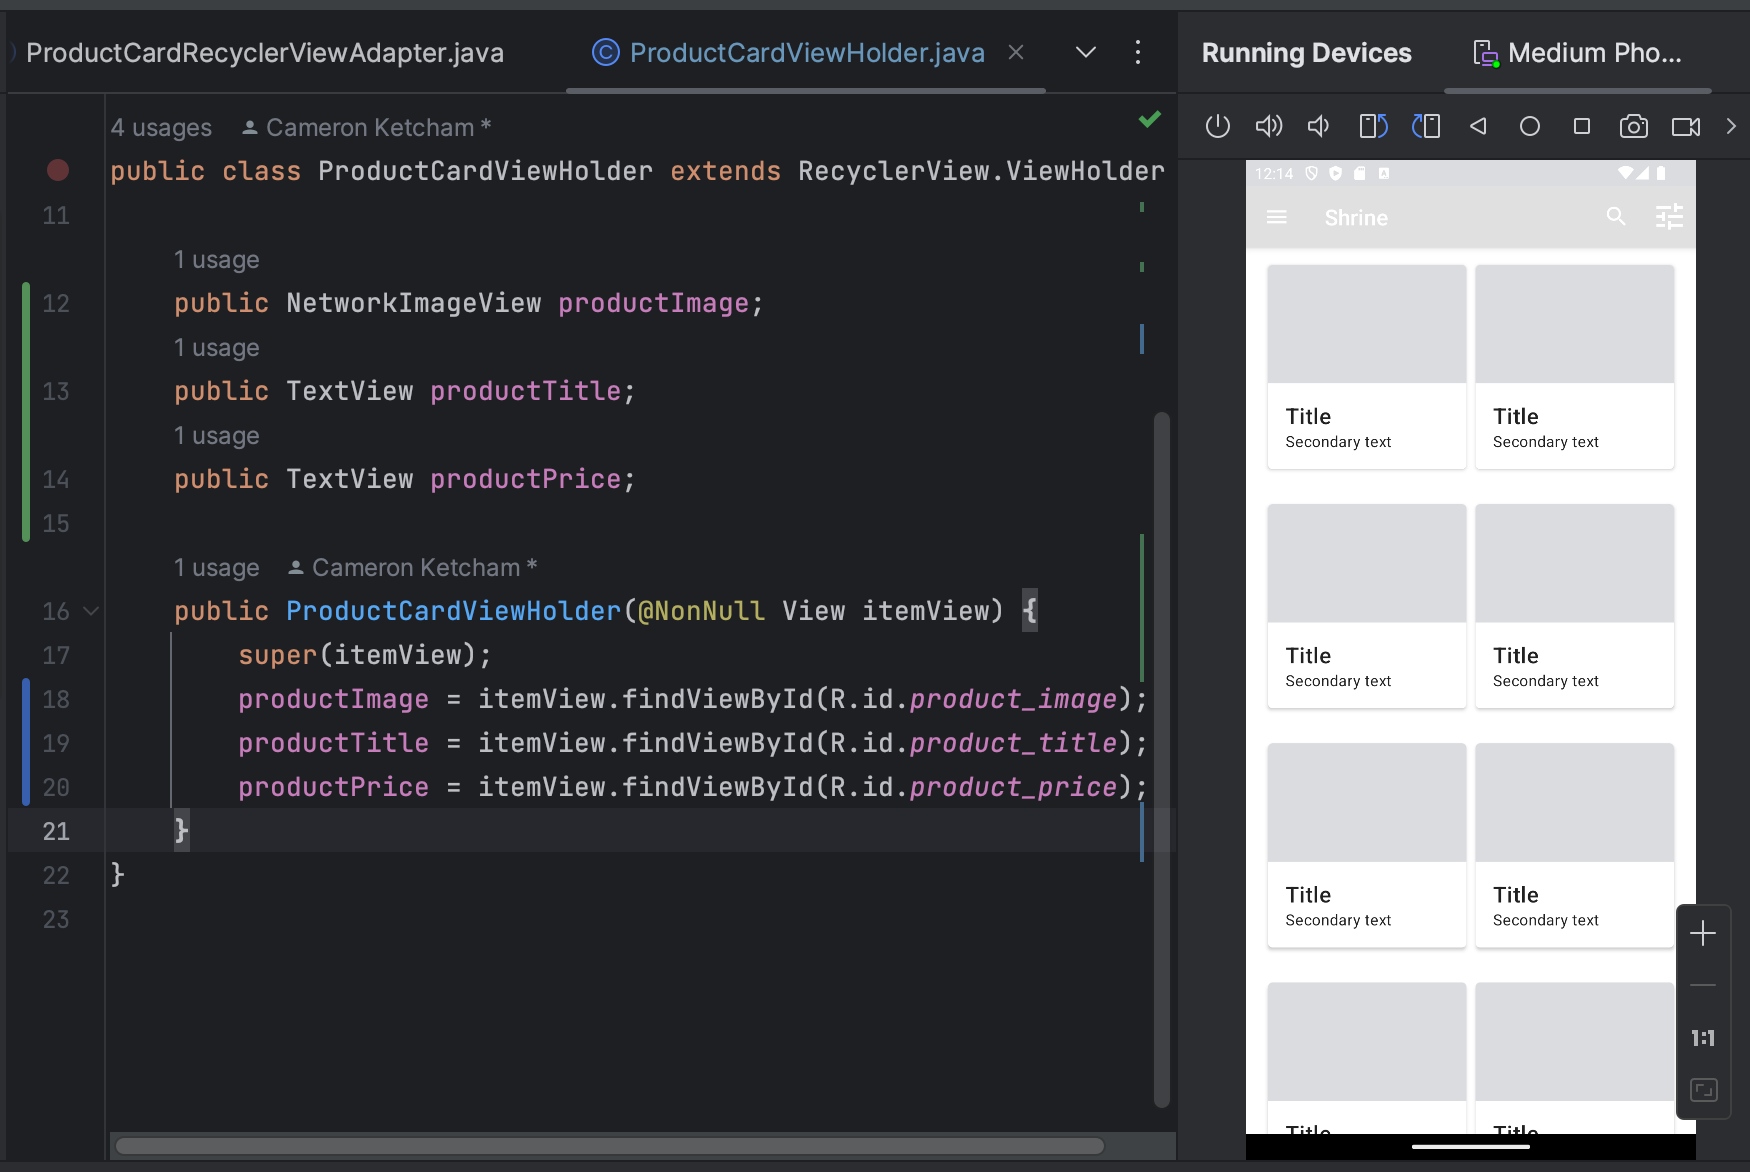 ProductCardRecyclerViewAdapter.java
ProductCardViewHolder.java
4 usages Cameron Ketcham *
public class ProductCardViewHolder extends RecyclerView.ViewHolder
11
1 usage
12 public NetworkImageView productImage;
1 usage
13 public TextView productTitle;
1 usage
14 public TextView productPrice;
15
1 usage Cameron Ketcham *
16 public ProductCardViewHolder(@NonNull View itemView) {
17 super(itemView);
18 productImage = itemView.findViewById(R.id.product_image);
19 productTitle = itemView.findViewById(R.id.product_title);
20 productPrice = itemView.findViewById(R.id.product_price);
21 }
22 }
23
Running Devices
Medium Pho...
12:14
Shrine
Title Title
Secondary text Secondary text
Title Title
Secondary text Secondary text
Title Title
Secondary text Secondary text
Title Title
1:1